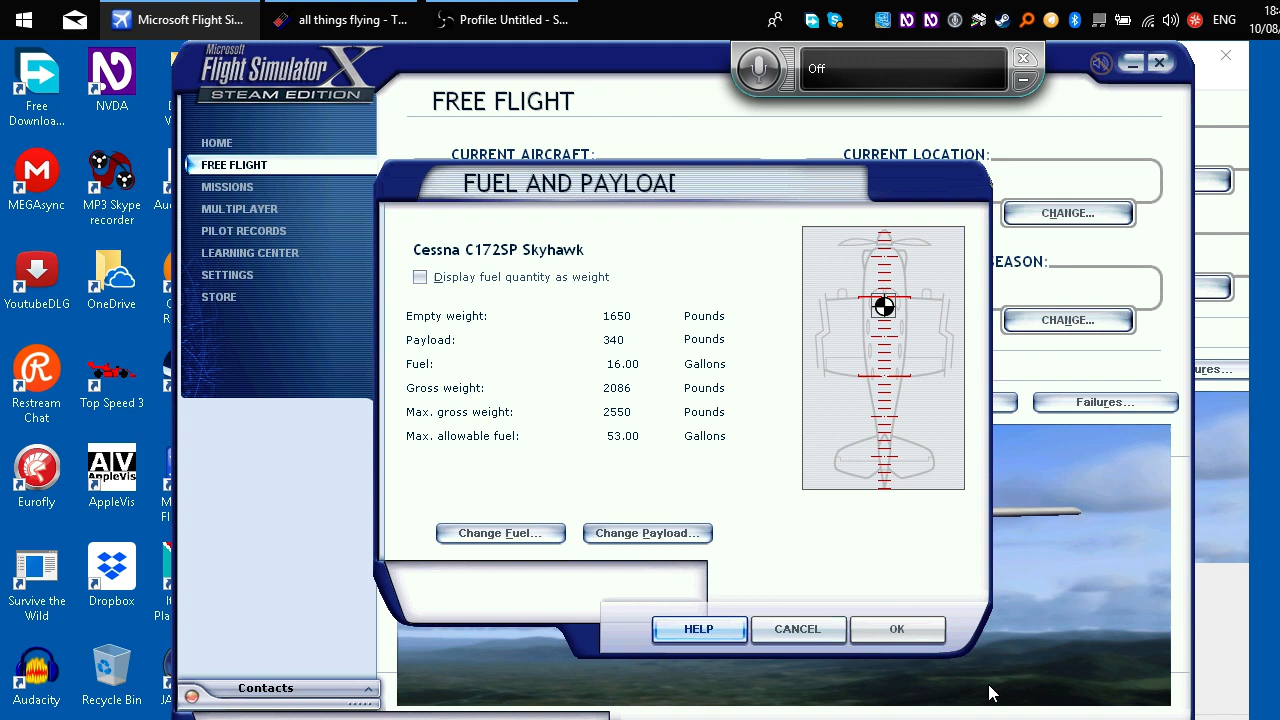 Microsoft Flight Si...
all things flying - T...
Profile: Untitled - S...
ENG
18:
10/08/
Free
Downloa...
NVDA
MEGAsync
MP3 Skype
recorder
YoutubeDLG
OneDrive
Restream
Chat
Top Speed 3
Eurofly
AV
AppleVis
AppleVis
Survive the
Wild
Dropbox
Audacity
Recycle Bin
Microsoft
Flight Simulator X
STEAM EDITION
Off
HOME
FREE FLIGHT
MISSIONS
MULTIPLAYER
PILOT RECORDS
LEARNING CENTER
SETTINGS
STORE
Contacts
FREE FLIGHT
CURRENT AIRCRAFT:
CURRENT LOCATION:
CHANGE...
EASON:
CHANGE...
Failures...
ures...
FUEL AND PAYLOAD
Cessna C172SP Skyhawk
Display fuel quantity as weight
Empty weight: 1650 Pounds
Payload: 340 Pounds
Fuel: Gallons
Gross weight: 2086 Pounds
Max. gross weight: 2550 Pounds
Max. allowable fuel: Gallons
Change Fuel...
Change Payload...
HELP
CANCEL
OK